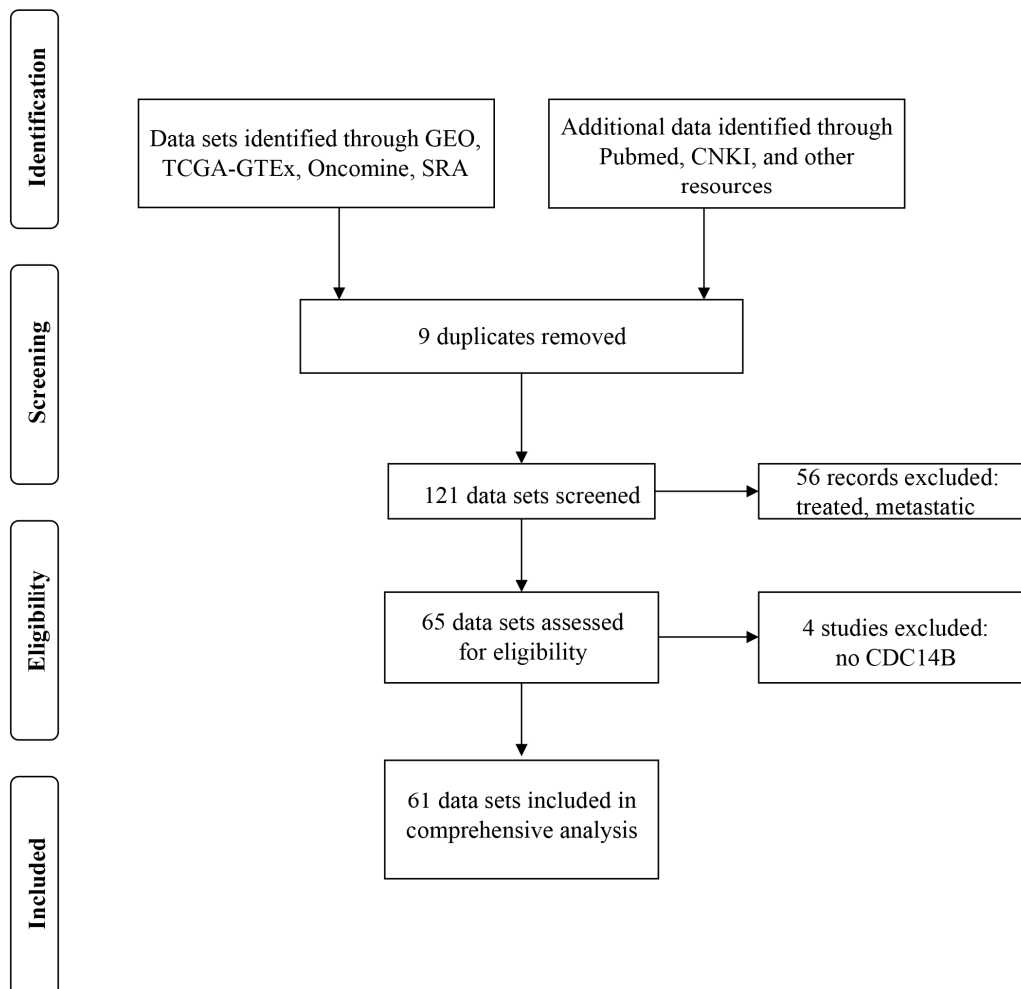 Identification
Data sets identified through GEO,
TCGA-GTEx, Oncomine, SRA
Additional data identified through
Pubmed, CNKI, and other
resources
Screening
9 duplicates removed
121 data sets screened
56 records excluded:
treated, metastatic
Eligibility
65 data sets assessed
for eligibility
4 studies excluded:
no CDC14B
Included
61 data sets included in
comprehensive analysis